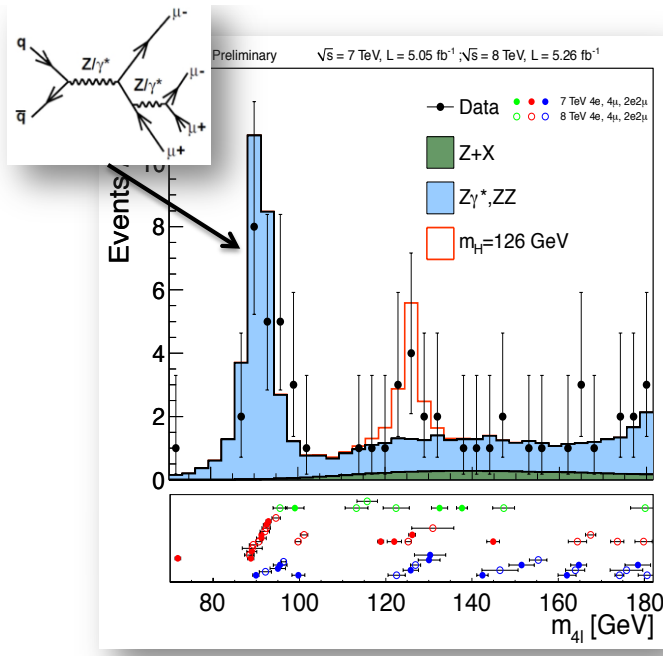 q
q̅
Z/γ*
Z/γ*
μ-
μ-
μ+
μ+
Preliminary
√s = 7 TeV, L = 5.05 fb⁻¹ ;√s = 8 TeV, L = 5.26 fb⁻¹
Data
7 TeV 4e, 4μ, 2e2μ
8 TeV 4e, 4μ, 2e2μ
Z+X
Zγ*,ZZ
m_H=126 GeV
Events
10
8
6
4
2
0
80 100 120 140 160 180
m_4l [GeV]